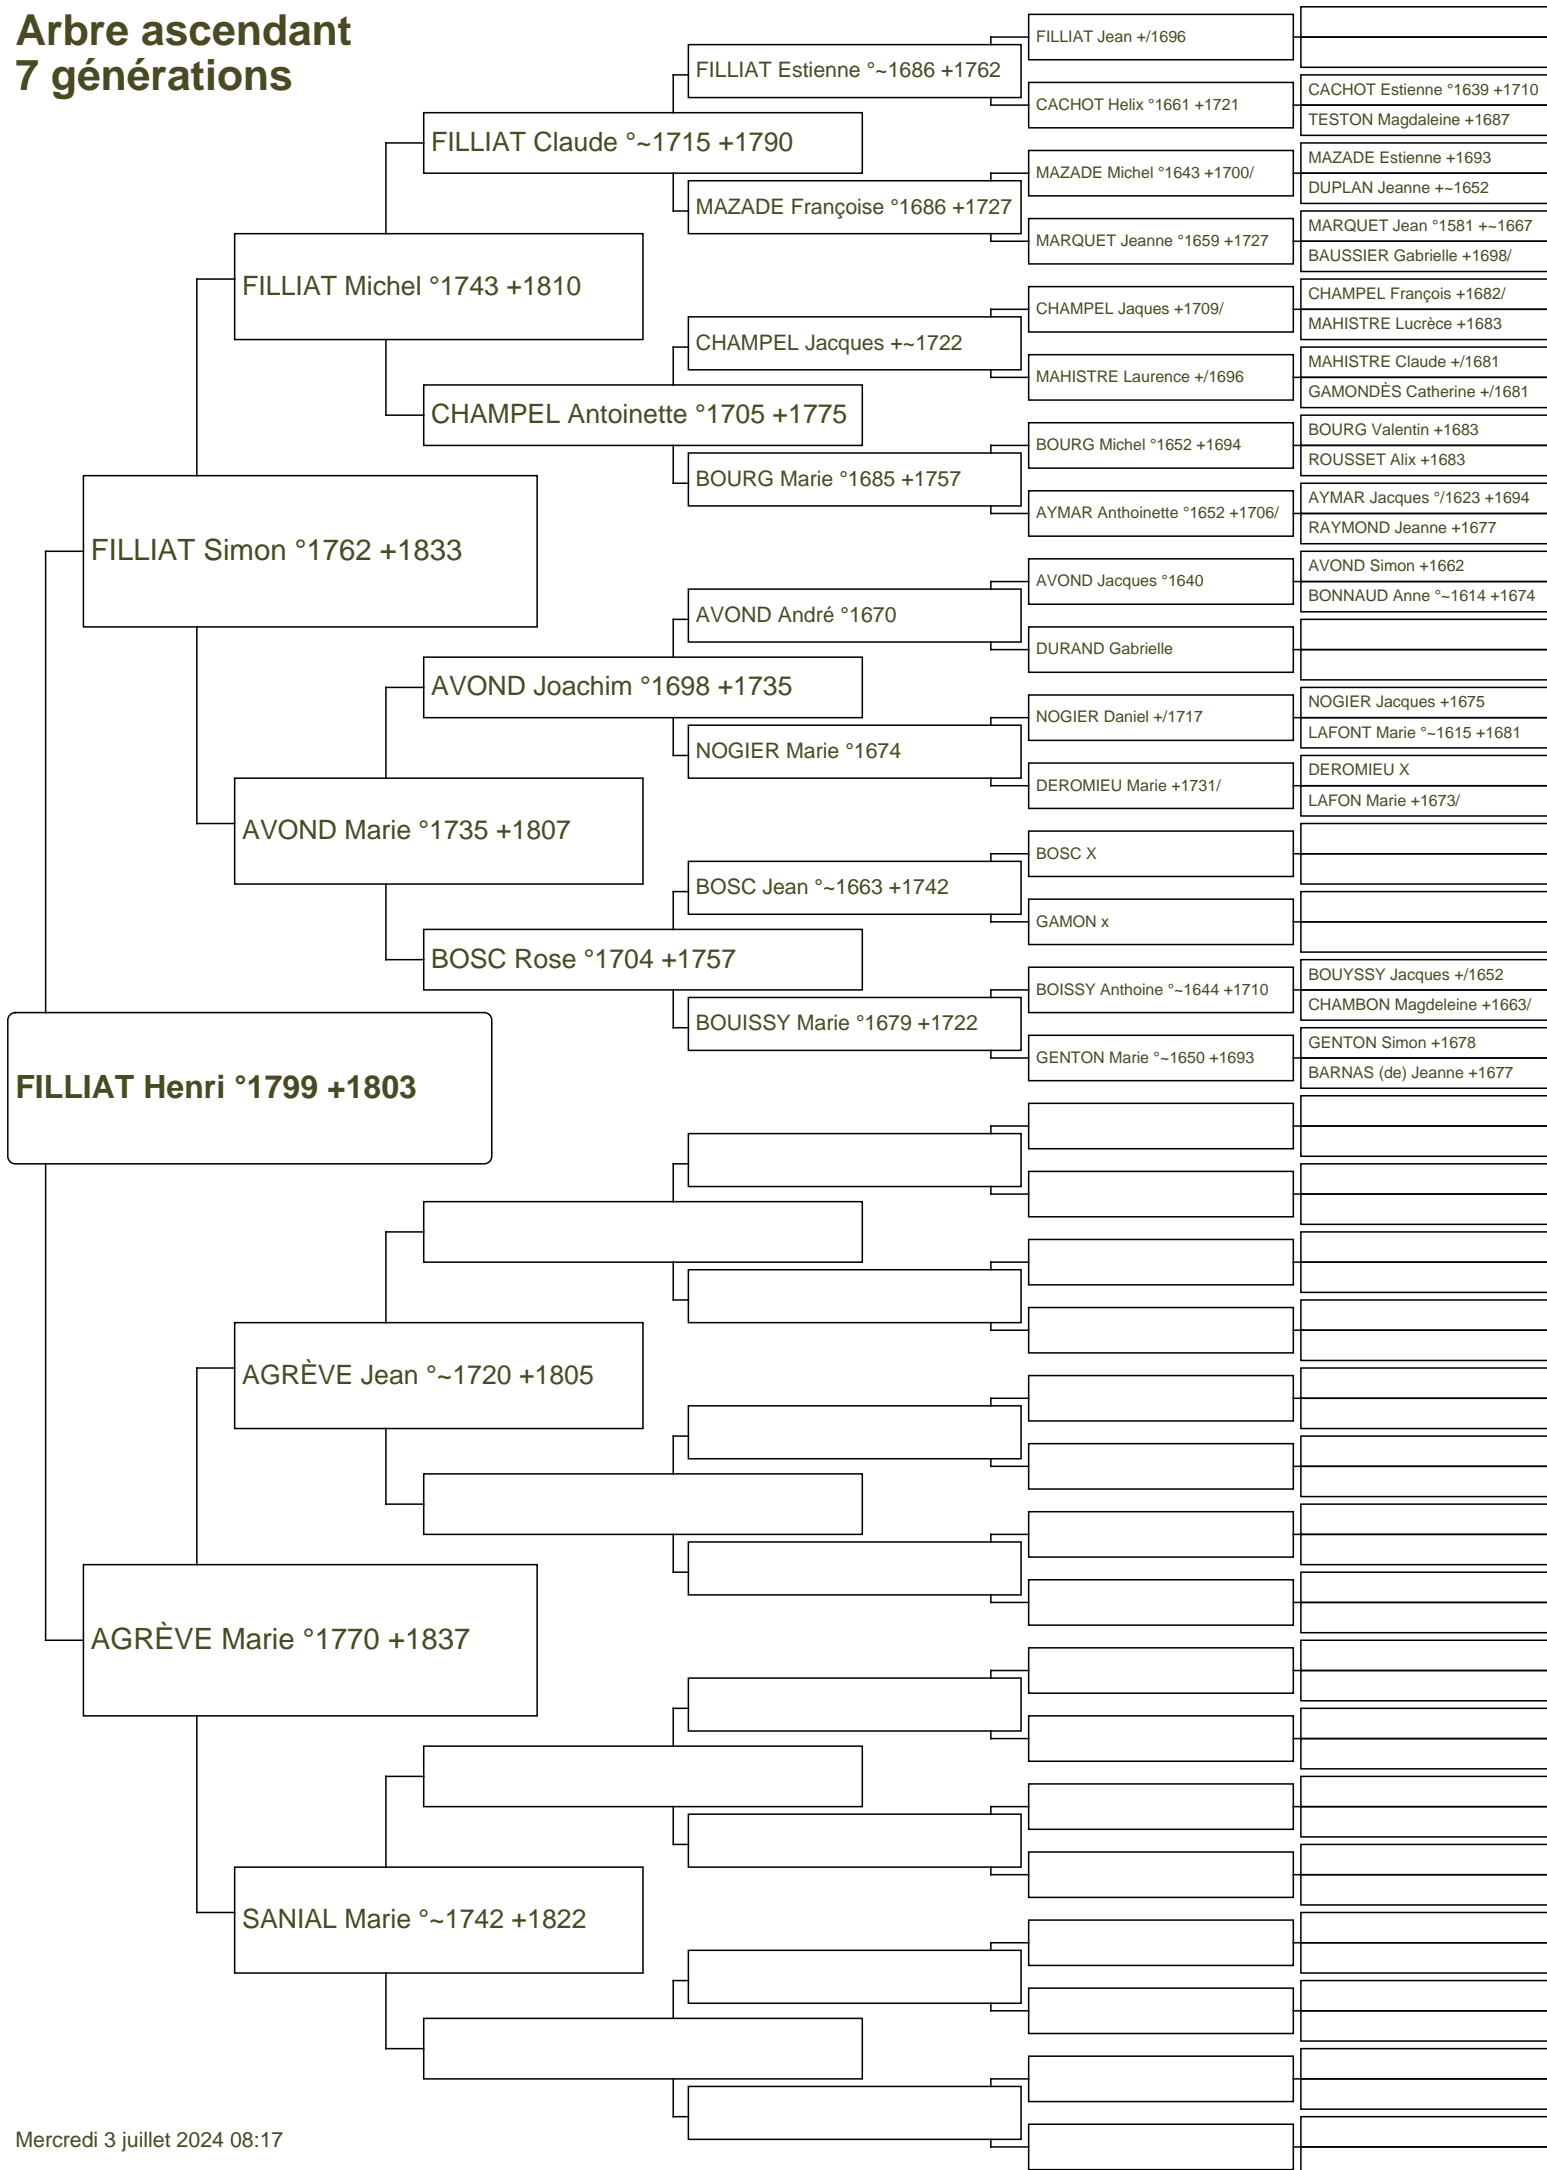 Arbre ascendant
7 générations
FILLIAT Henri °1799 +1803
FILLIAT Simon °1762 +1833
AGRÈVE Marie °1770 +1837
FILLIAT Michel °1743 +1810
AVOND Marie °1735 +1807
AGRÈVE Jean °~1720 +1805
SANIAL Marie °~1742 +1822
FILLIAT Claude °~1715 +1790
CHAMPEL Antoinette °1705 +1775
AVOND Joachim °1698 +1735
BOSC Rose °1704 +1757
FILLIAT Estienne °~1686 +1762
MAZADE Françoise °1686 +1727
CHAMPEL Jacques +~1722
BOURG Marie °1685 +1757
AVOND André °1670
NOGIER Marie °1674
BOSC Jean °~1663 +1742
BOUISSY Marie °1679 +1722
FILLIAT Jean +/1696
CACHOT Helix °1661 +1721
MAZADE Michel °1643 +1700/
MARQUET Jeanne °1659 +1727
CHAMPEL Jaques +1709/
MAHISTRE Laurence +/1696
BOURG Michel °1652 +1694
AYMAR Anthoinette °1652 +1706/
AVOND Jacques °1640
DURAND Gabrielle
NOGIER Daniel +/1717
DEROMIEU Marie +1731/
BOSC X
GAMON x
BOISSY Anthoine °~1644 +1710
GENTON Marie °~1650 +1693
CACHOT Estienne °1639 +1710
TESTON Magdaleine +1687
MAZADE Estienne +1693
DUPLAN Jeanne +~1652
MARQUET Jean °1581 +~1667
BAUSSIER Gabrielle +1698/
CHAMPEL François +1682/
MAHISTRE Lucrèce +1683
MAHISTRE Claude +/1681
GAMONDÈS Catherine +/1681
BOURG Valentin +1683
ROUSSET Alix +1683
AYMAR Jacques °/1623 +1694
RAYMOND Jeanne +1677
AVOND Simon +1662
BONNAUD Anne °~1614 +1674
NOGIER Jacques +1675
LAFONT Marie °~1615 +1681
DEROMIEU X
LAFON Marie +1673/
BOUYSSY Jacques +/1652
CHAMBON Magdeleine +1663/
GENTON Simon +1678
BARNAS (de) Jeanne +1677
Mercredi 3 juillet 2024 08:17